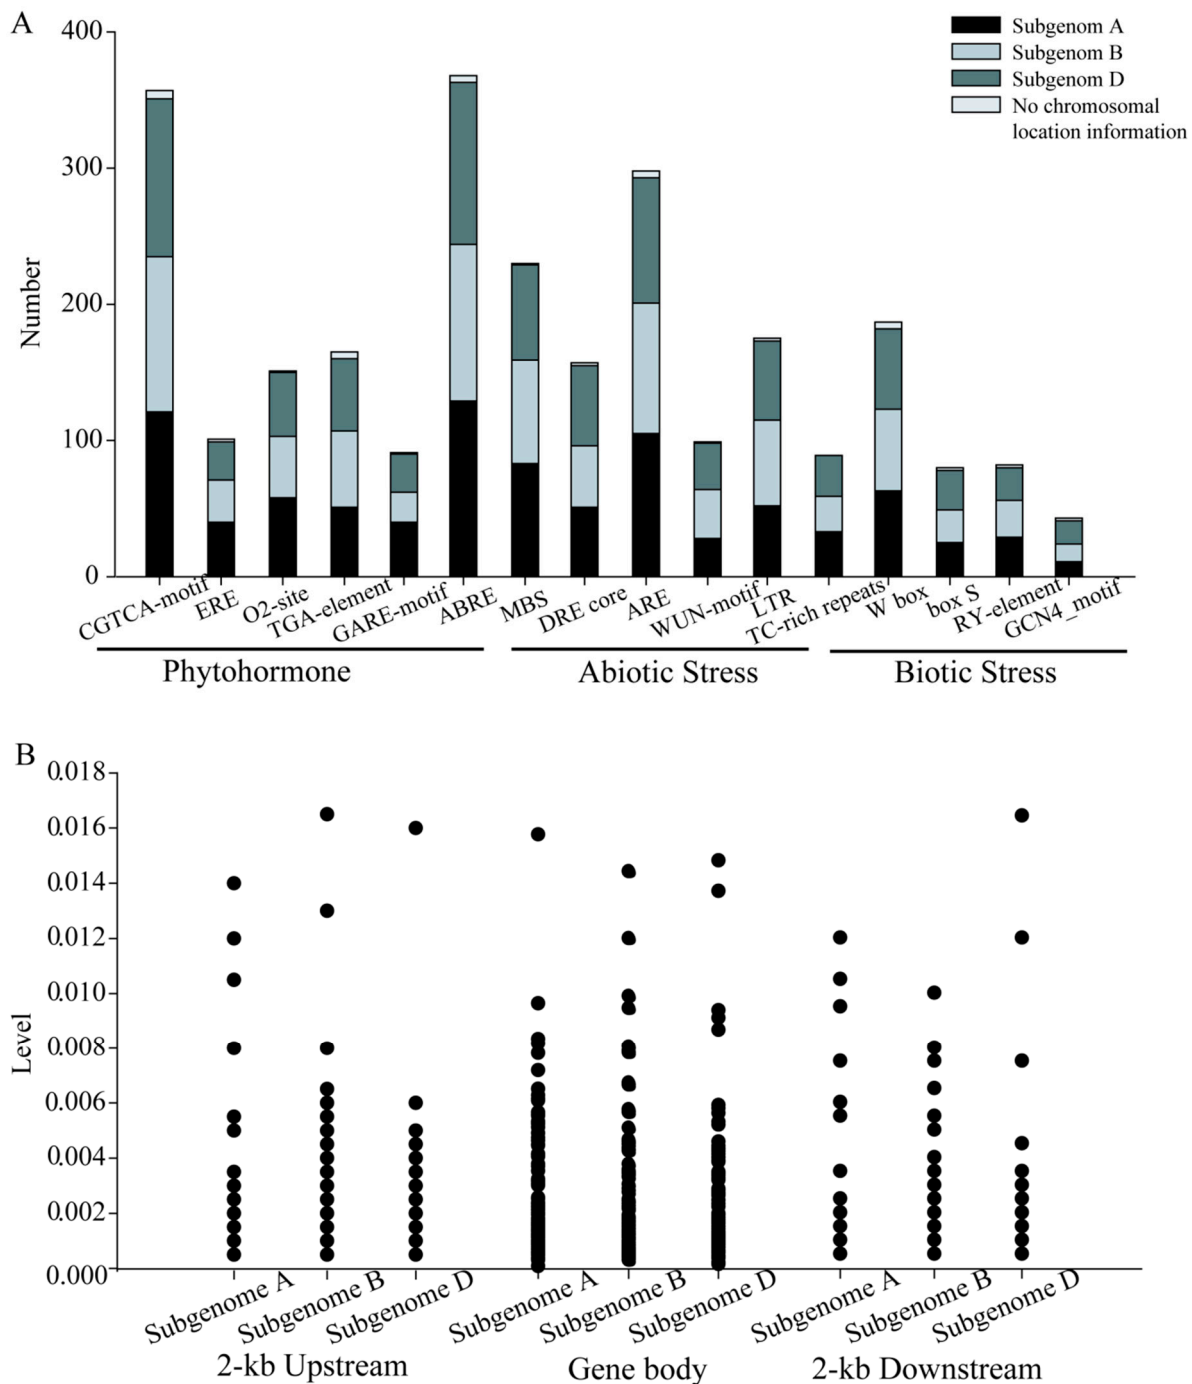 A
400
300
200
100
0
Number
Subgenom A
Subgenom B
Subgenom D
No chromosomal
location information
CGTCA-motif
ERE
O2-site
TGA-element
GARE-motif
ABRE
MBS
DRE core
ARE
WUN-motif
LTR
TC-rich repeats
W box
box S
RY-element
GCN4_motif
Phytohormone
Abiotic Stress
Biotic Stress
B
0.018
0.016
0.014
0.012
0.010
0.008
0.006
0.004
0.002
0.000
Level
Subgenome A
Subgenome B
Subgenome D
Subgenome A
Subgenome B
Subgenome D
Subgenome A
Subgenome B
Subgenome D
2-kb Upstream
Gene body
2-kb Downstream